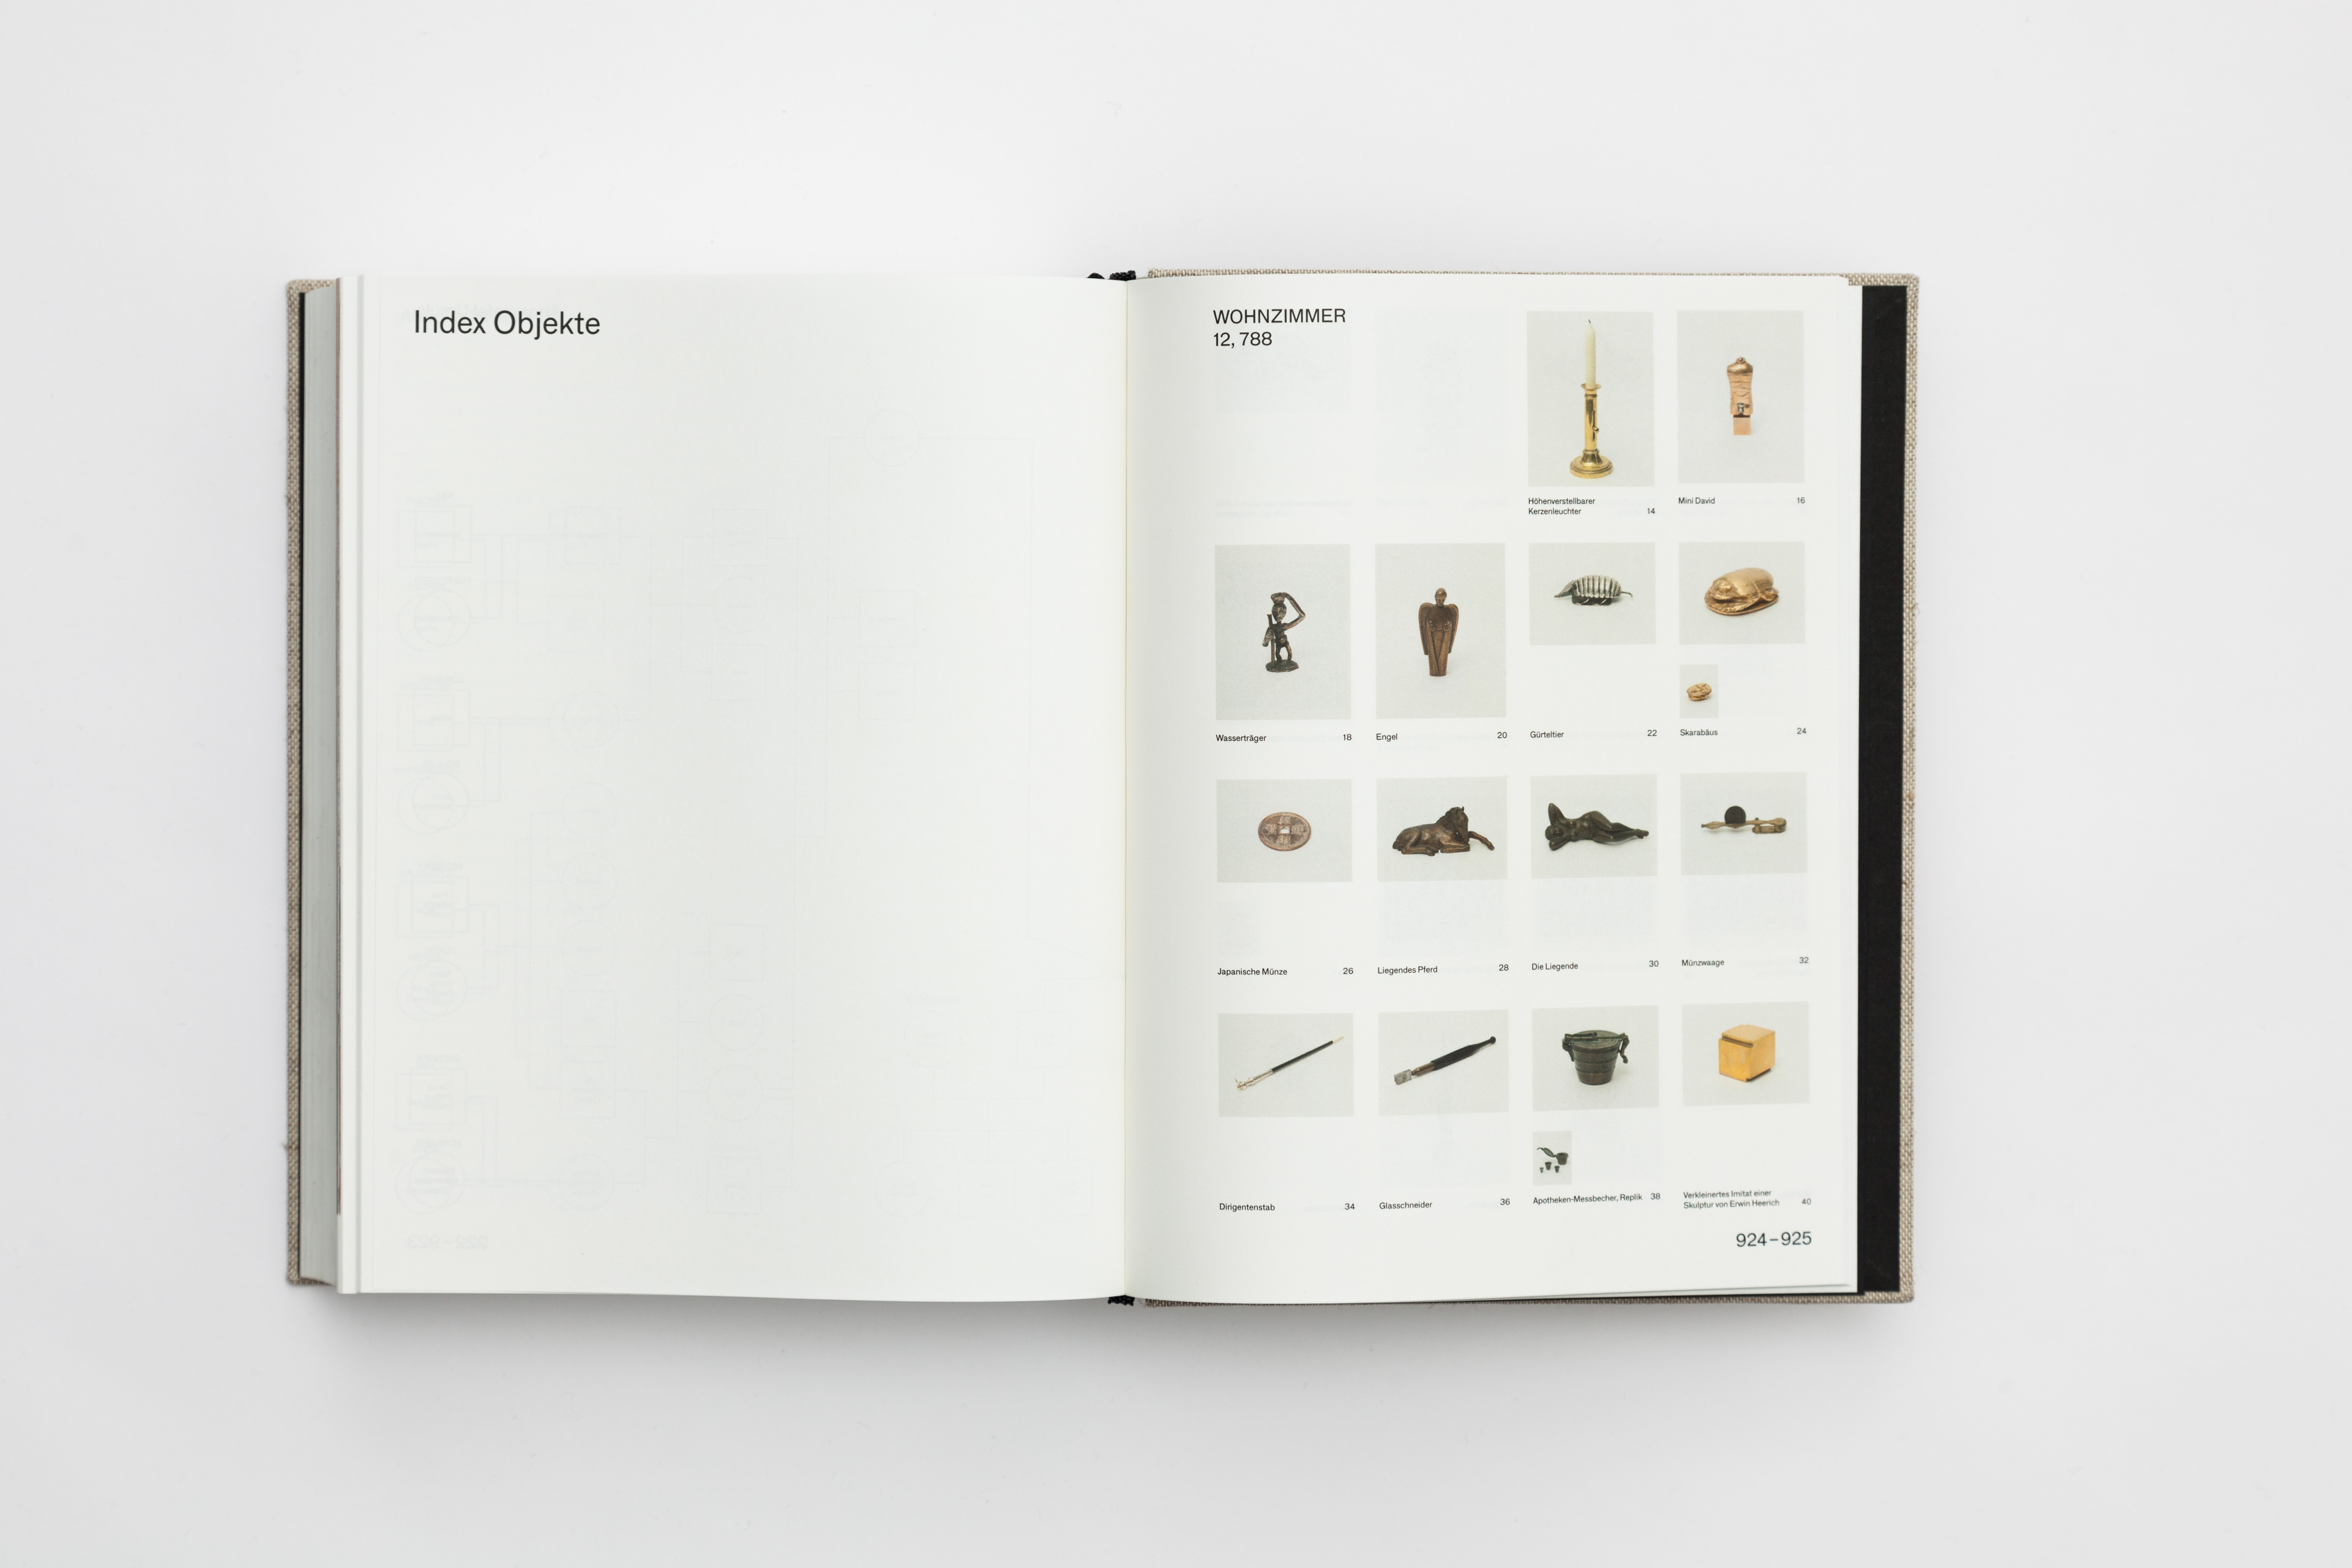 Index Objekte
WOHNZIMMER
12, 788
Höhenverstellbarer
Kerzenleuchter 14
Mini David 16
Wasserträger 18
Engel 20
Gürteltier 22
Skarabäus 24
Japanische Münze 26
Liegendes Pferd 28
Die Liegende 30
Münzwaage 32
Dirigentenstab 34
Glasschneider 36
Apotheken-Messbecher, Replik 38
Verkleinertes Imitat einer
Skulptur von Erwin Heerich 40
924–925